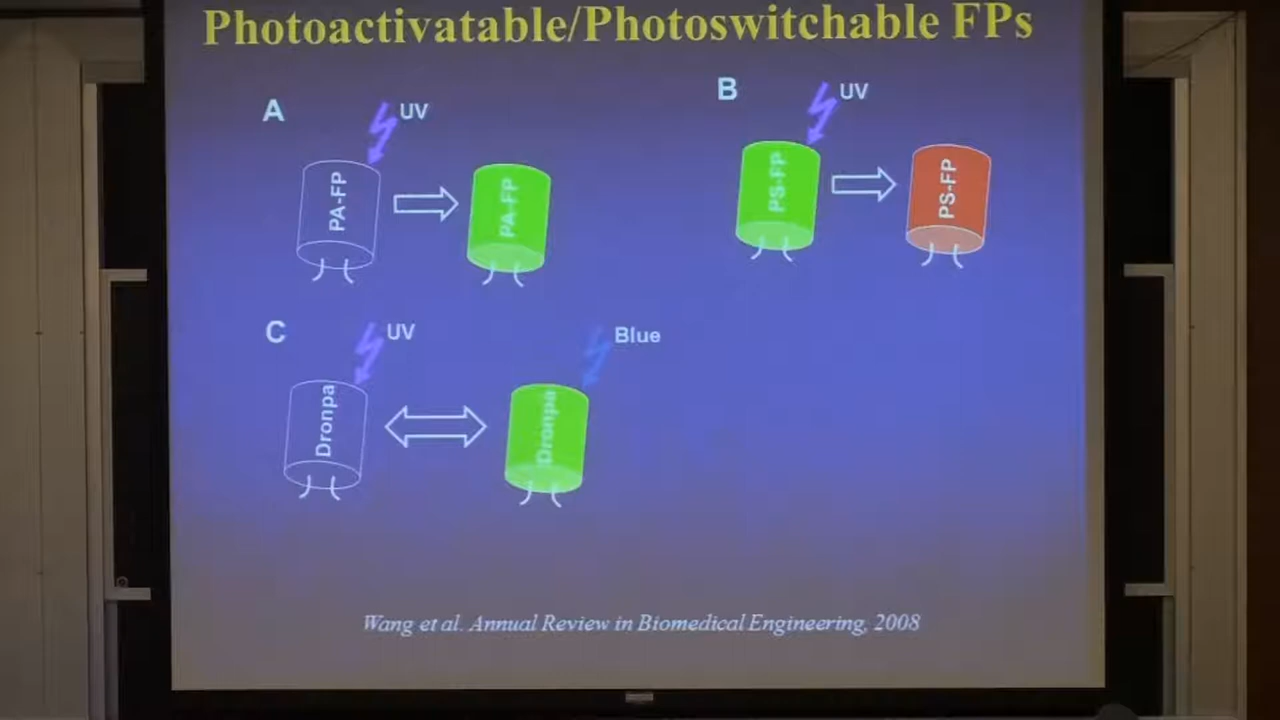 Photoactivatable/Photoswitchable FPs
A
UV
PA-FP
PA-FP
B
UV
PS-FP
PS-FP
C
UV
Dronpa
Blue
Dronpa
Wang et al. Annual Review in Biomedical Engineering, 2008